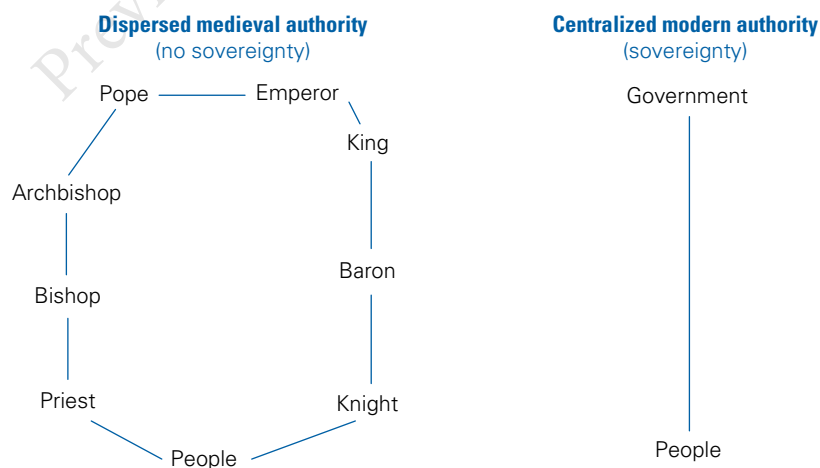 Dispersed medieval authority
(no sovereignty)
Pope
Emperor
King
Archbishop
Baron
Bishop
Priest
Knight
People
Centralized modern authority
(sovereignty)
Government
People